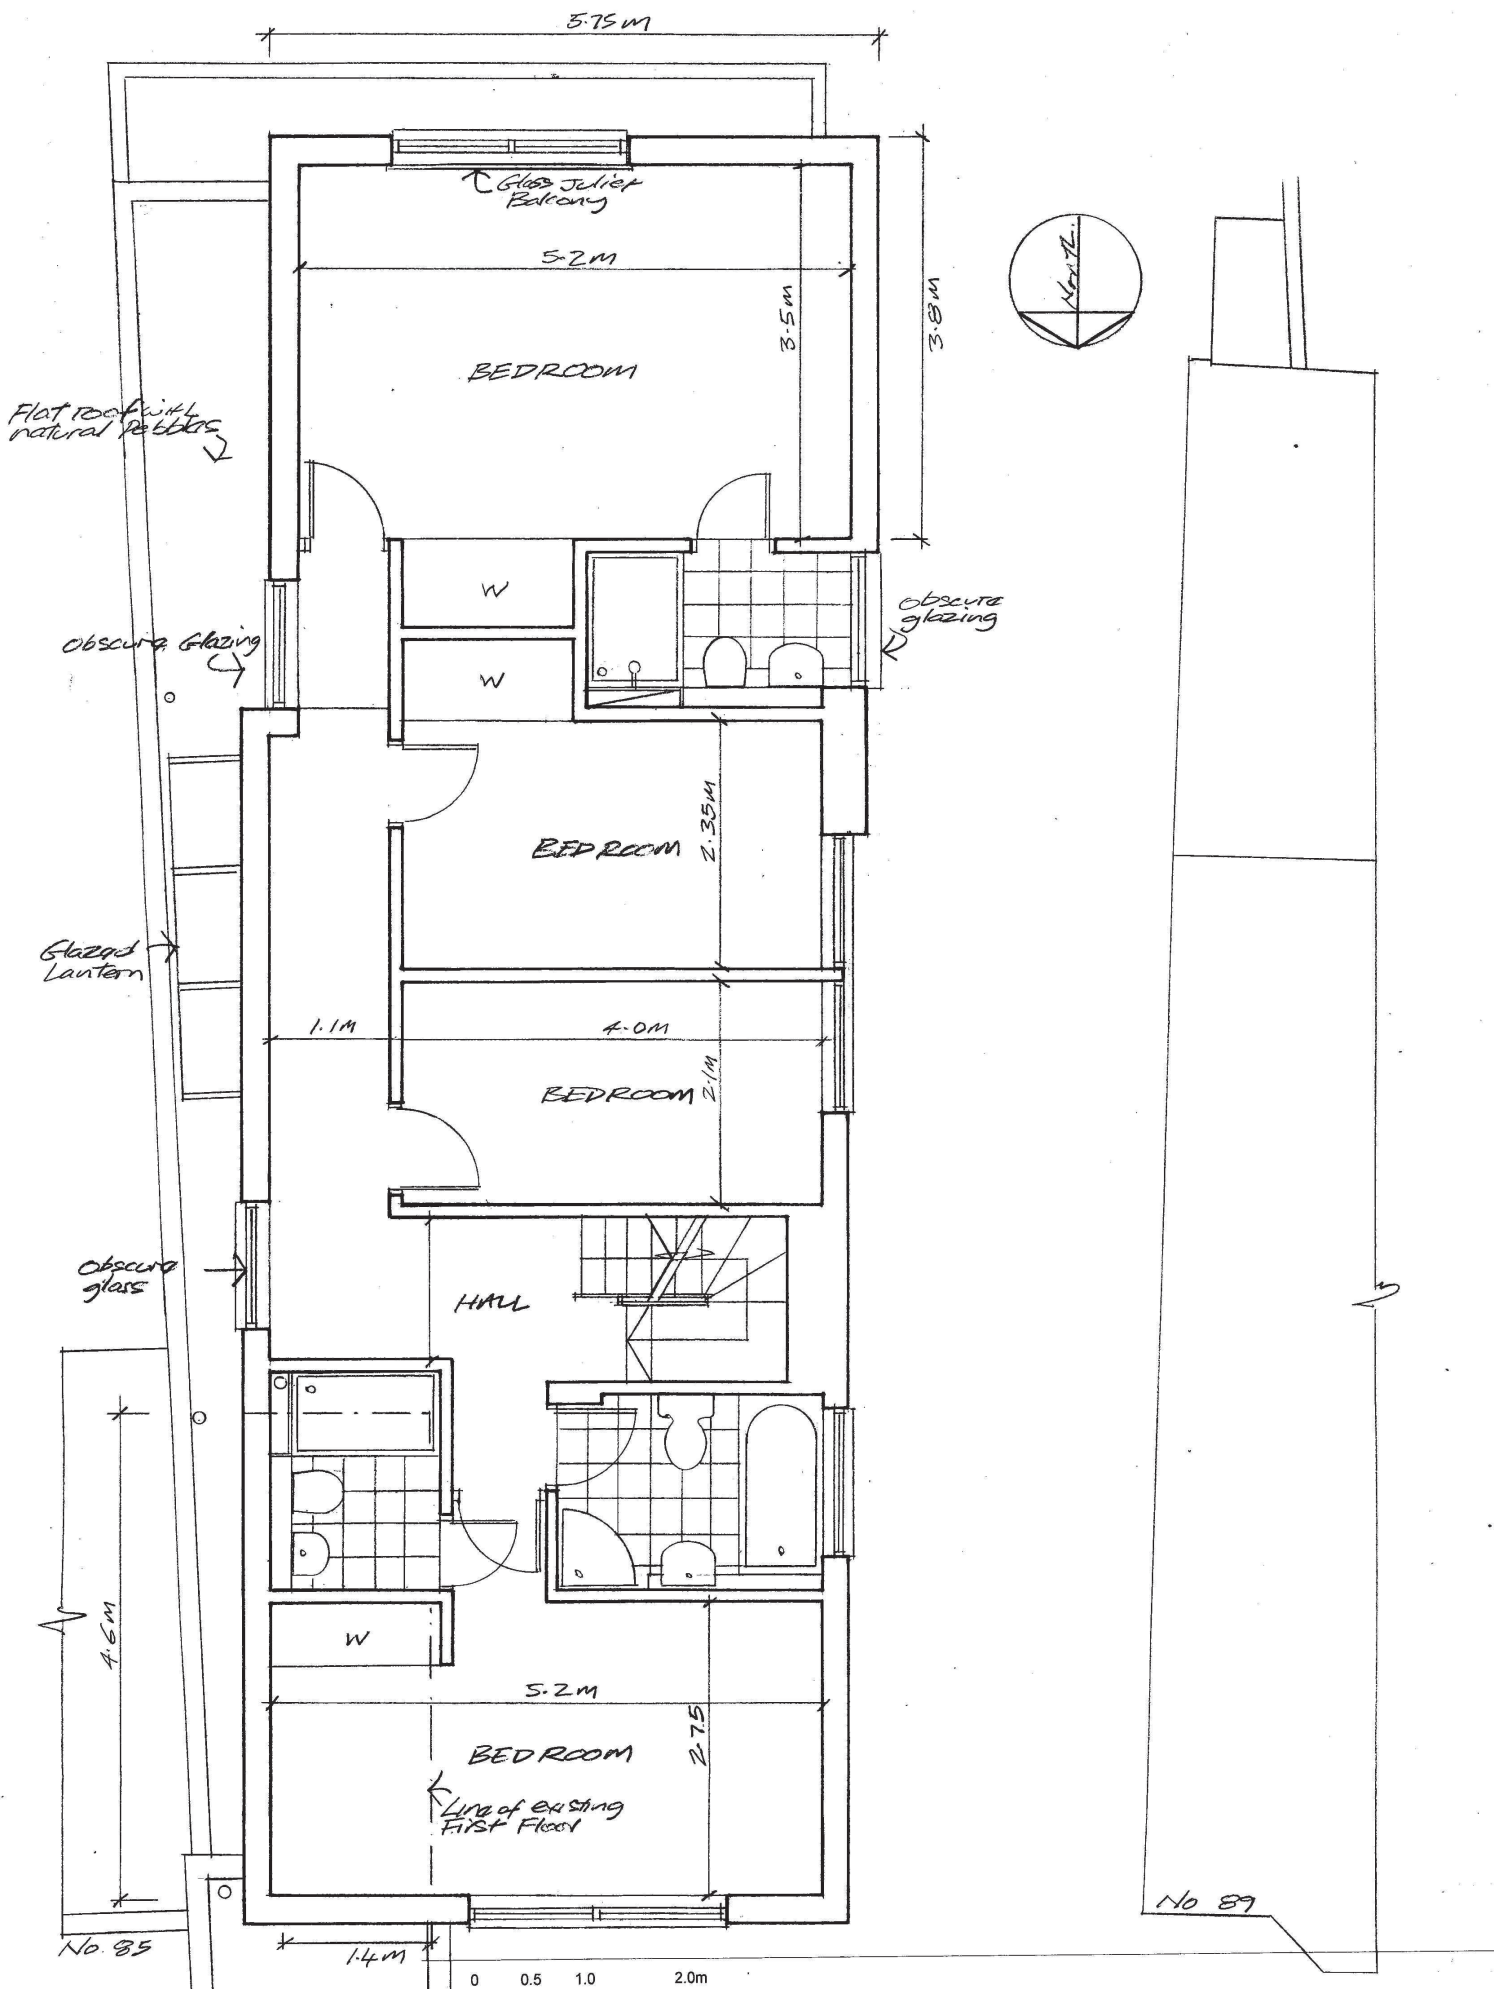 5.75m
Glass Juliet
Balcony
5.2m
3.5m
3.8m
North.
BEDROOM
Flat roof with
natural Pebbles
W
Obscure
glazing
Obscure Glazing
W
2.35m
BEDROOM
Glazed
Lantern
1.1m
4.0m
2.1m
BEDROOM
Obscure
glass
HALL
4.6m
W
5.2m
2.75
BEDROOM
Line of existing
First Floor
No 89
No. 85
1.4m
0 0.5 1.0 2.0m